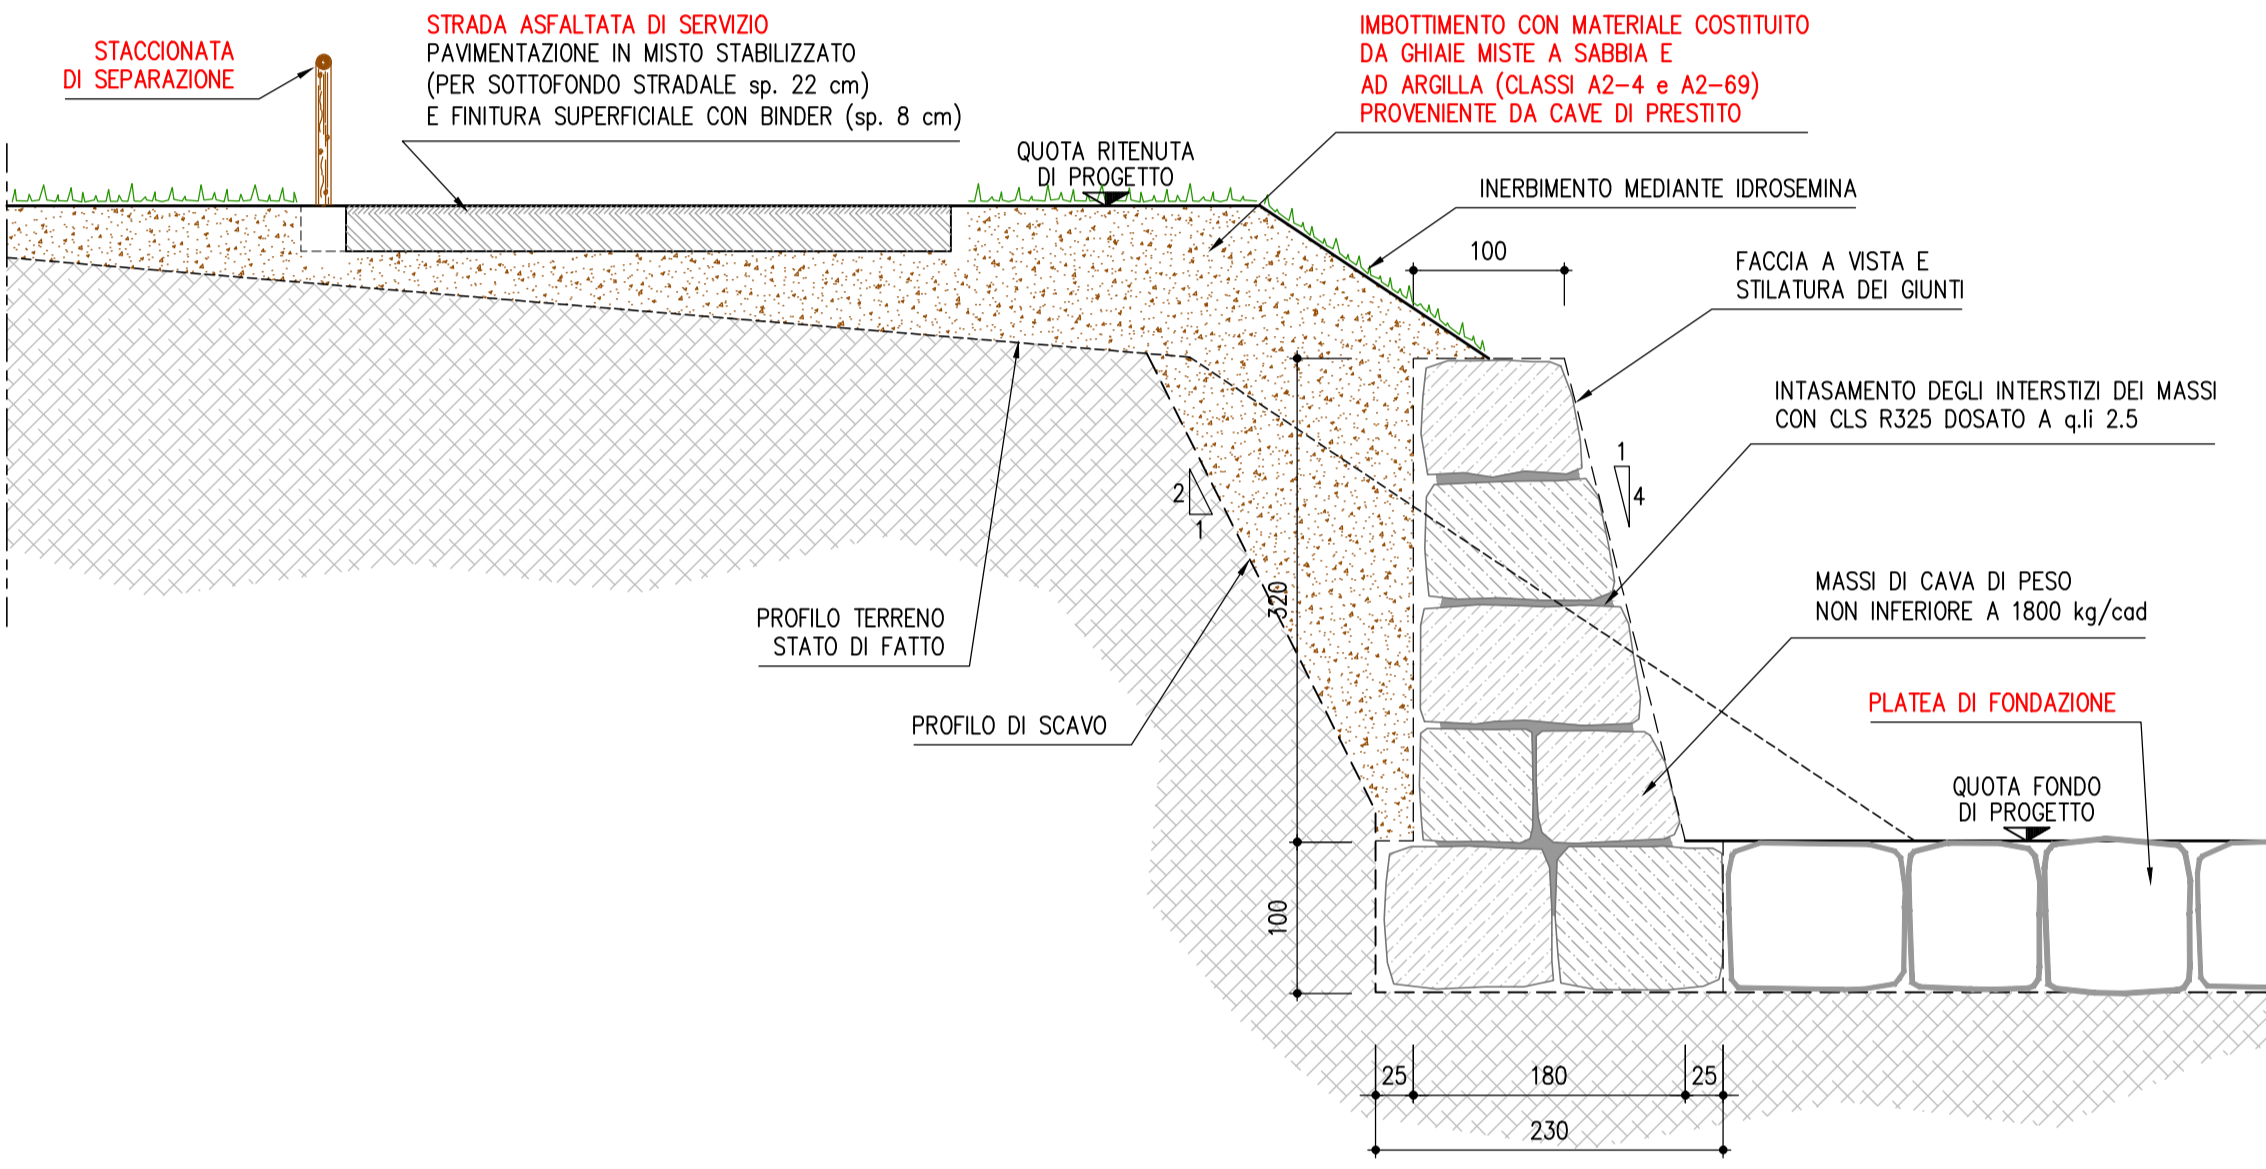 STACCIONATA
DI SEPARAZIONE
STRADA ASFALTATA DI SERVIZIO
PAVIMENTAZIONE IN MISTO STABILIZZATO
(PER SOTTOFONDO STRADALE sp. 22 cm)
E FINITURA SUPERFICIALE CON BINDER (sp. 8 cm)
IMBOTTIMENTO CON MATERIALE COSTITUITO
DA GHIAIE MISTE A SABBIA E
AD ARGILLA (CLASSI A2-4 e A2-69)
PROVENIENTE DA CAVE DI PRESTITO
QUOTA RITENUTA
DI PROGETTO
INERBIMENTO MEDIANTE IDROSEMINA
100
FACCIA A VISTA E
STILATURA DEI GIUNTI
INTASAMENTO DEGLI INTERSTIZI DEI MASSI
CON CLS R325 DOSATO A q.li 2.5
1
4
2
1
320
MASSI DI CAVA DI PESO
NON INFERIORE A 1800 kg/cad
PROFILO TERRENO
STATO DI FATTO
PROFILO DI SCAVO
PLATEA DI FONDAZIONE
QUOTA FONDO
DI PROGETTO
100
25
180
25
230